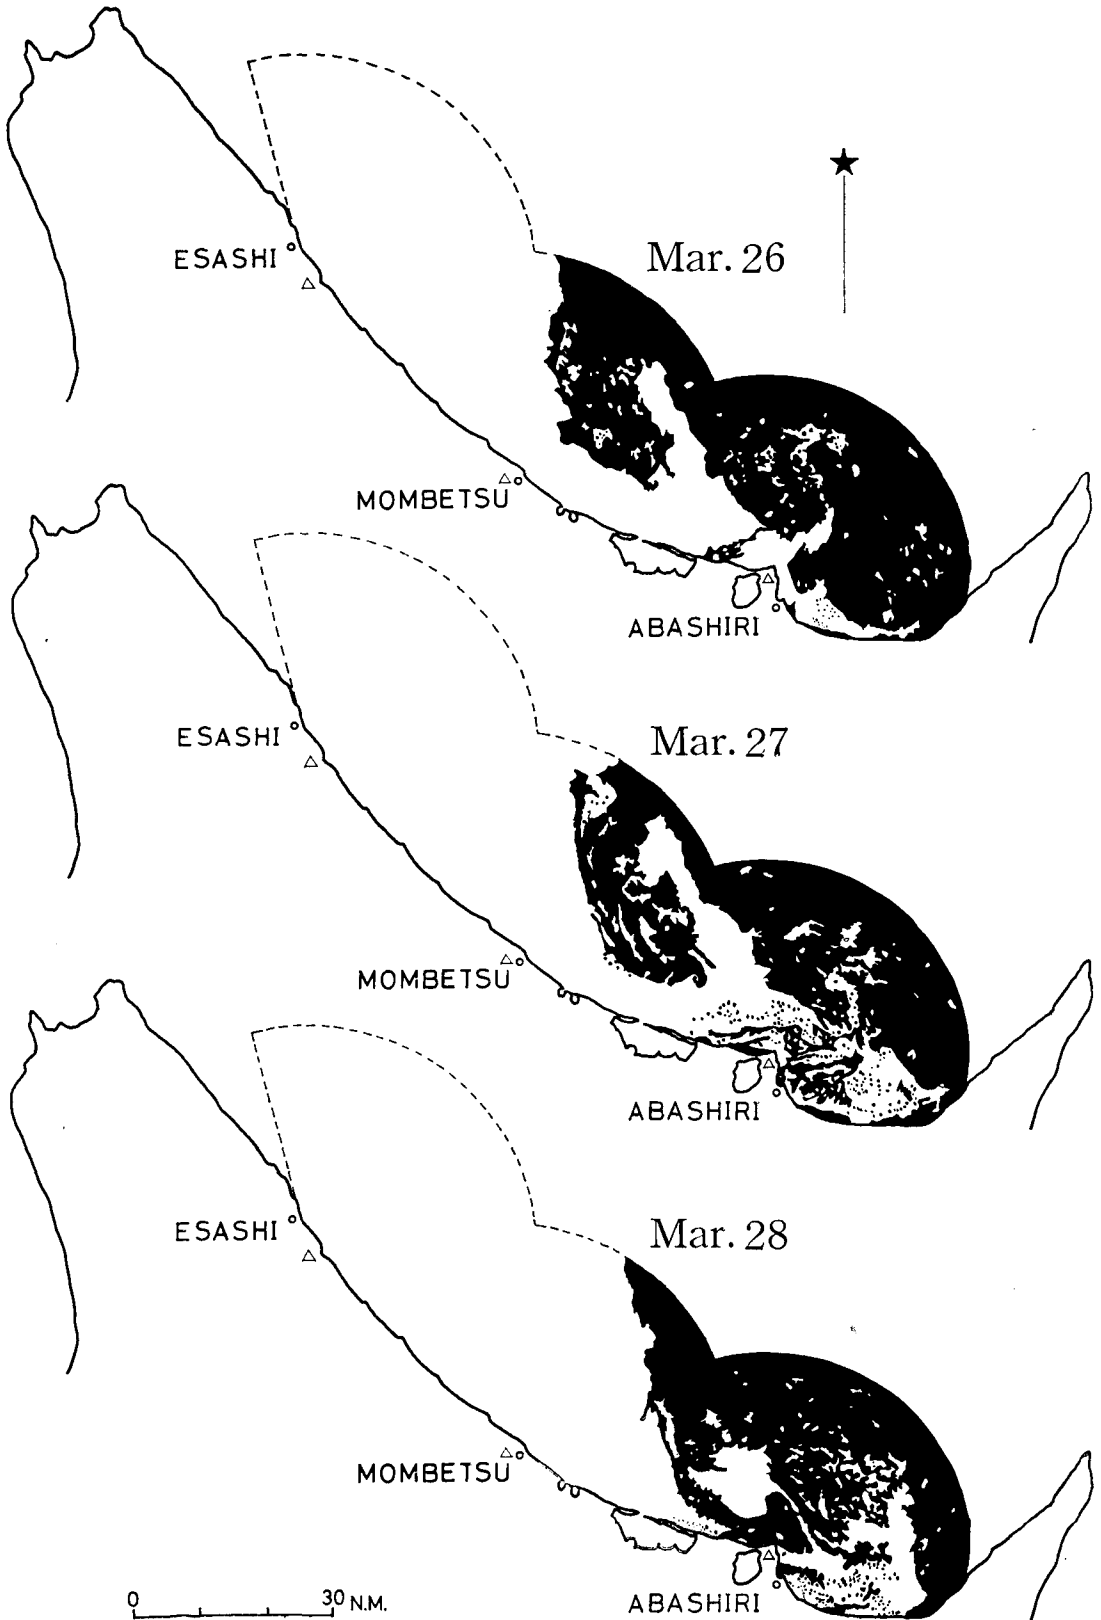 Mar. 26
ESASHI
MOMBETSU
ABASHIRI
Mar. 27
ESASHI
MOMBETSU
ABASHIRI
Mar. 28
ESASHI
MOMBETSU
ABASHIRI
0 30 N.M.